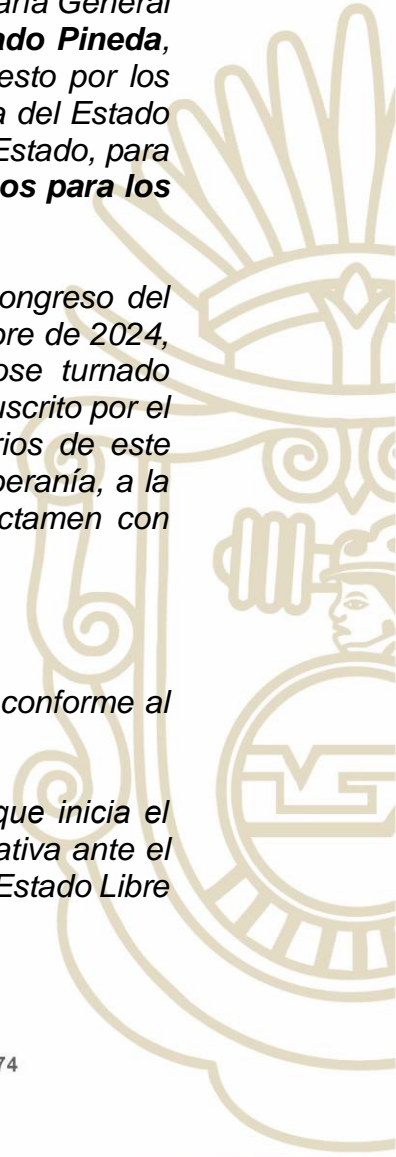 aría General
ado Pineda,
esto por los
a del Estado
Estado, para
os para los
ongreso del
bre de 2024,
ose turnado
uscrito por el
rios de este
peranía, a la
ctamen con
conforme al
que inicia el
ativa ante el
Estado Libre
74